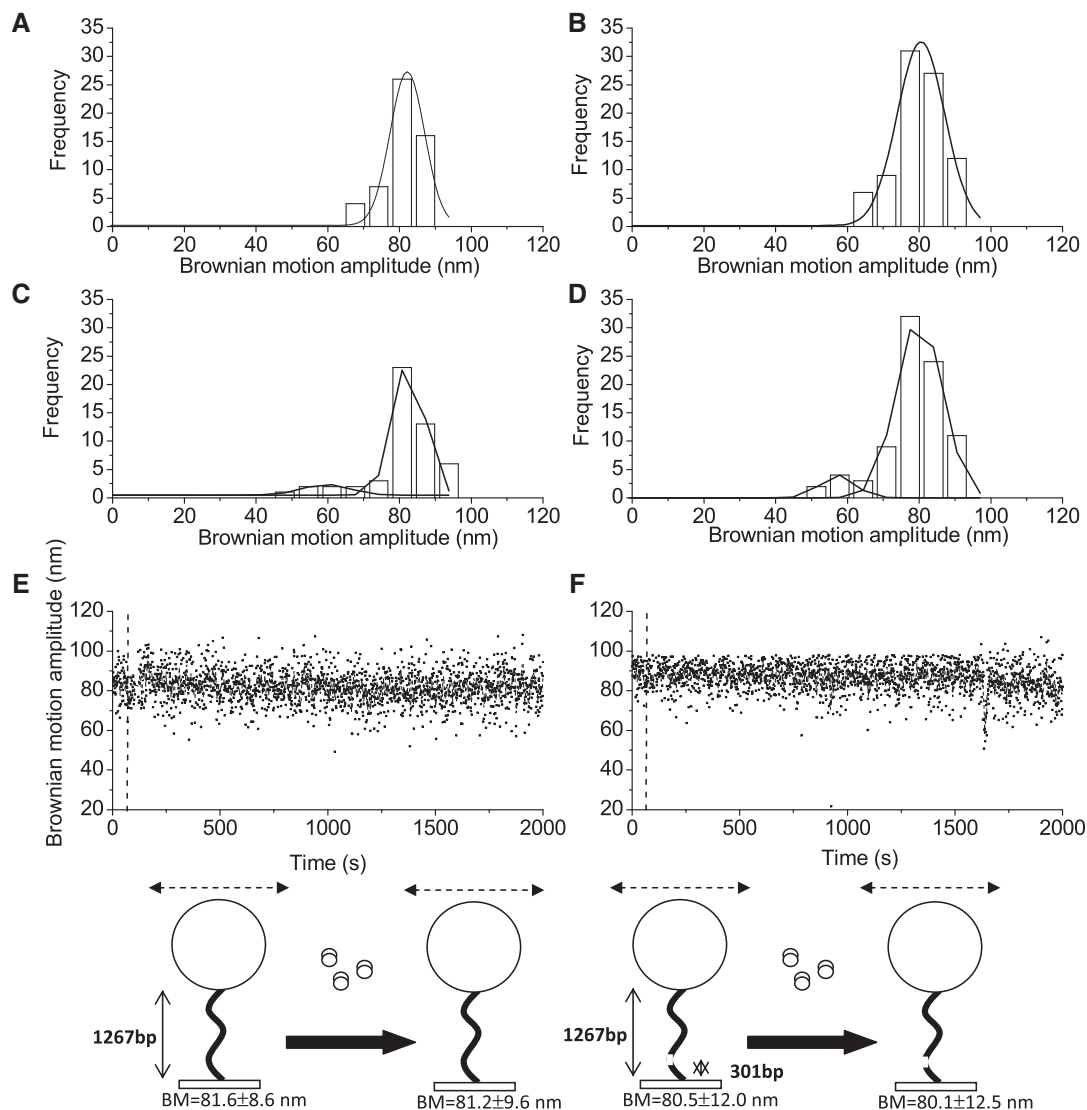 A
35
30
25
20
15
10
5
0
Frequency
0 20 40 60 80 100 120
Brownian motion amplitude (nm)
B
35
30
25
20
15
10
5
0
Frequency
0 20 40 60 80 100 120
Brownian motion amplitude (nm)
C
35
30
25
20
15
10
5
0
Frequency
0 20 40 60 80 100 120
Brownian motion amplitude (nm)
D
35
30
25
20
15
10
5
0
Frequency
0 20 40 60 80 100 120
Brownian motion amplitude (nm)
E
120
100
80
60
40
20
Brownian motion amplitude (nm)
0 500 1000 1500 2000
Time (s)
F
120
100
80
60
40
20
0 500 1000 1500 2000
Time (s)
1267bp
BM=81.6±8.6 nm
BM=81.2±9.6 nm
1267bp
301bp
BM=80.5±12.0 nm
BM=80.1±12.5 nm